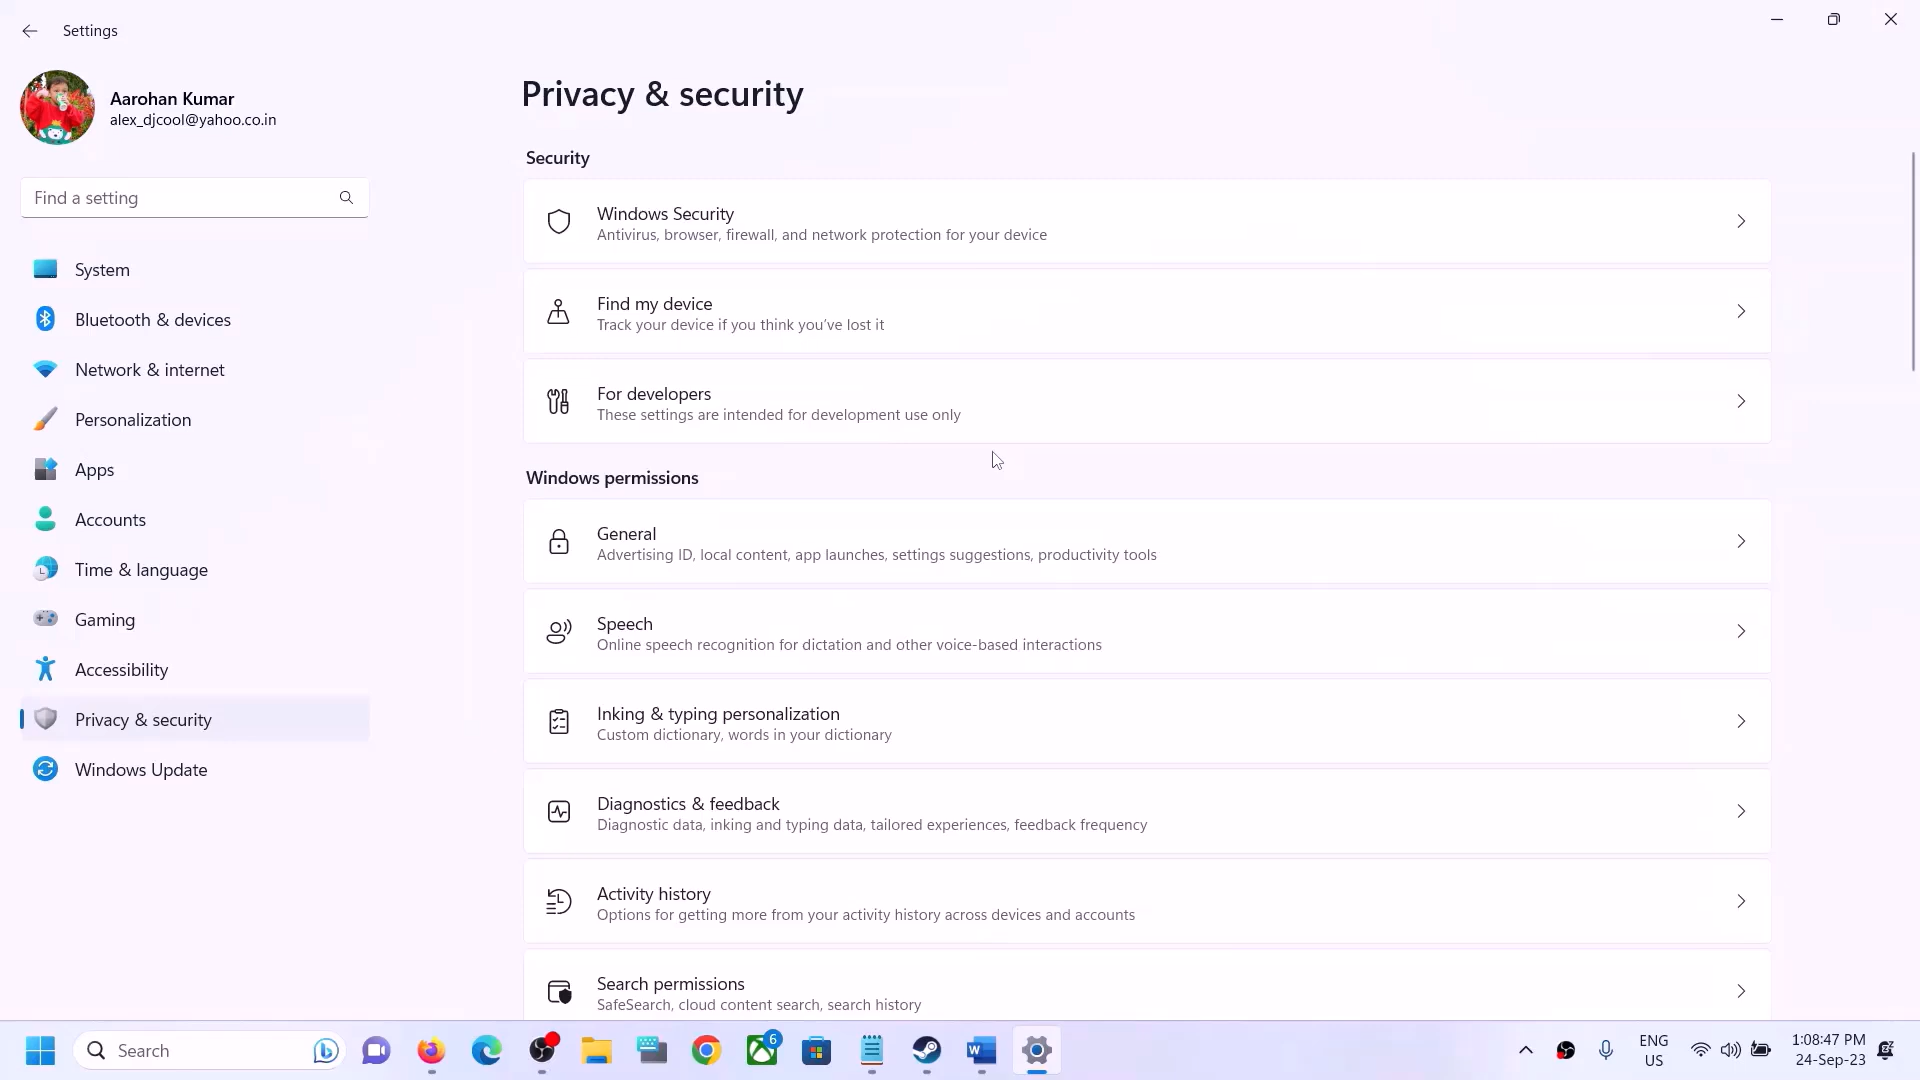 Settings
Aarohan Kumar
alex_djcool@yahoo.co.in
Find a setting
System
Bluetooth & devices
Network & internet
Personalization
Apps
Accounts
Time & language
Gaming
Accessibility
Privacy & security
Windows Update
Privacy & security
Security
Windows Security
Antivirus, browser, firewall, and network protection for your device
Find my device
Track your device if you think you've lost it
For developers
These settings are intended for development use only
Windows permissions
General
Advertising ID, local content, app launches, settings suggestions, productivity tools
Speech
Online speech recognition for dictation and other voice-based interactions
Inking & typing personalization
Custom dictionary, words in your dictionary
Diagnostics & feedback
Diagnostic data, inking and typing data, tailored experiences, feedback frequency
Activity history
Options for getting more from your activity history across devices and accounts
Search permissions
SafeSearch, cloud content search, search history
Search
6
W
ENG
US
1:08:47 PM
24-Sep-23